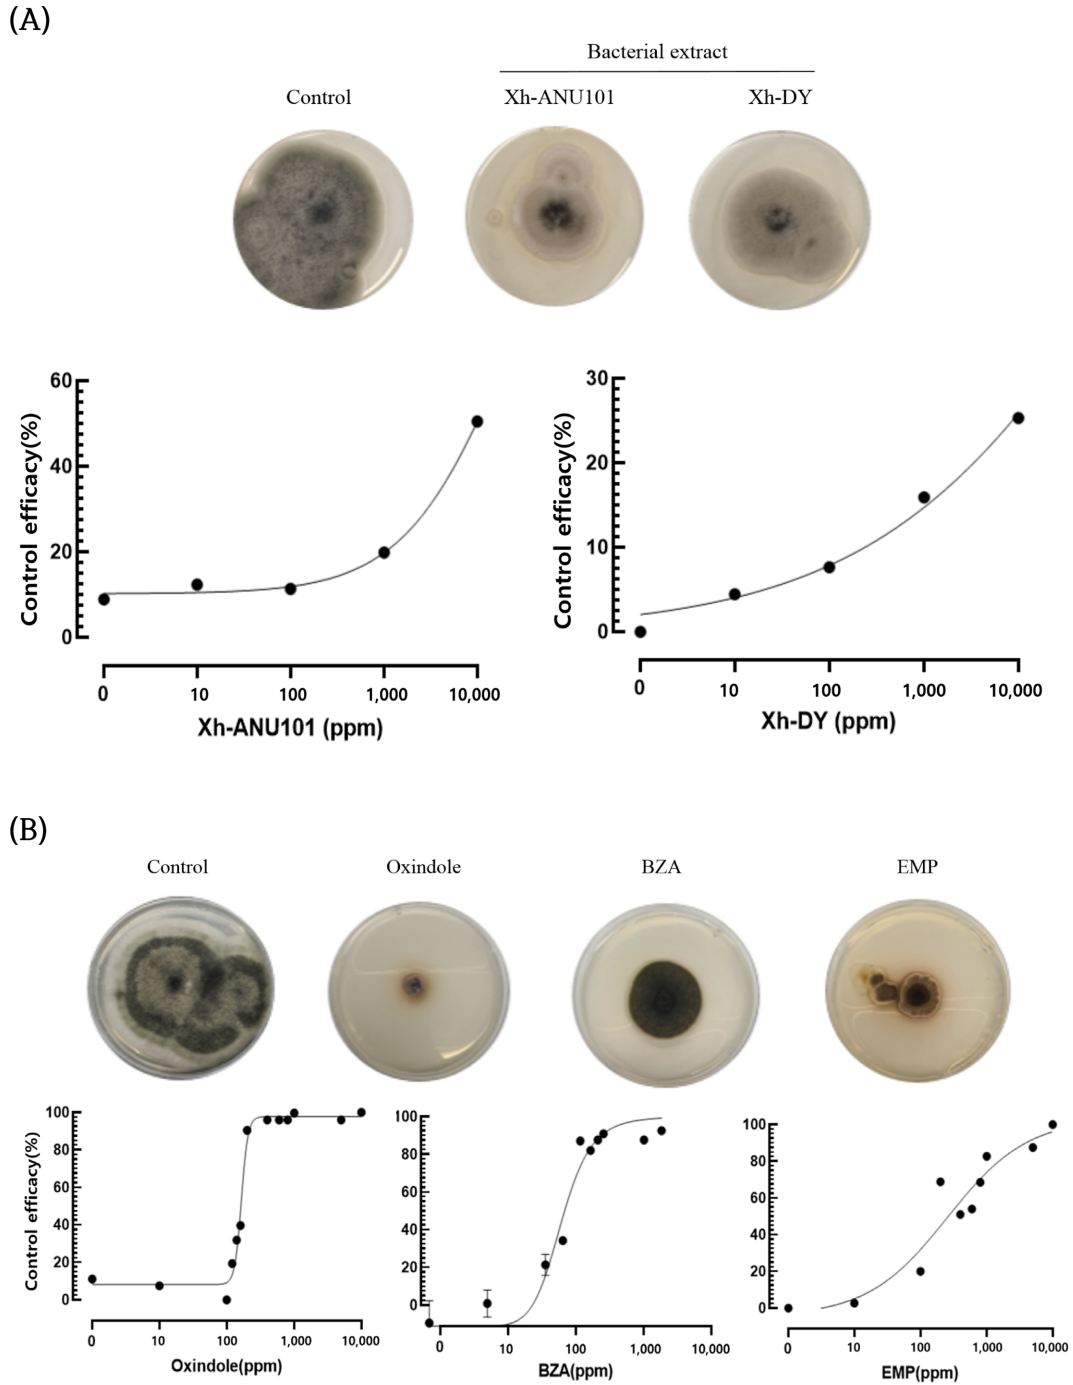 (A)
Bacterial extract
Control
Xh-ANU101
Xh-DY
60
40
20
0
Control efficacy(%)
0 10 100 1,000 10,000
Xh-ANU101 (ppm)
30
20
10
0
Control efficacy(%)
0 10 100 1,000 10,000
Xh-DY (ppm)
(B)
Control
Oxindole
BZA
EMP
100
80
60
40
20
0
Control efficacy(%)
0 10 100 1,000 10,000
Oxindole(ppm)
100
80
60
40
20
0
0 10 100 1,000 10,000
BZA(ppm)
100
80
60
40
20
0
0 10 100 1,000 10,000
EMP(ppm)